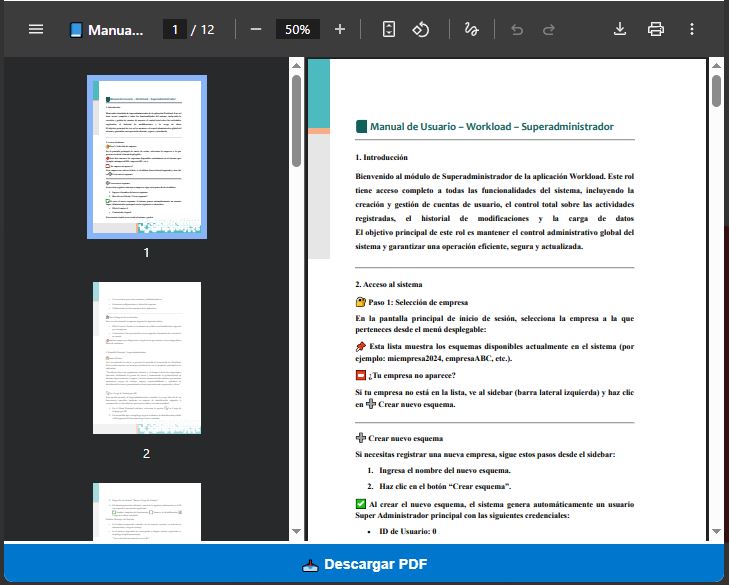 Manua...
1 / 12
50%
1
2
Manual de Usuario – Workload – Superadministrador
1. Introducción
Bienvenido al módulo de Superadministrador de la aplicación Workload. Este rol
tiene acceso completo a todas las funcionalidades del sistema, incluyendo la
creación y gestión de cuentas de usuario, el control total sobre las actividades
registradas, el historial de modificaciones y la carga de datos
El objetivo principal de este rol es mantener el control administrativo global del
sistema y garantizar una operación eficiente, segura y actualizada.
2. Acceso al sistema
Paso 1: Selección de empresa
En la pantalla principal de inicio de sesión, selecciona la empresa a la que
perteneces desde el menú desplegable:
Esta lista muestra los esquemas disponibles actualmente en el sistema (por
ejemplo: miempresa2024, empresaABC, etc.).
¿Tu empresa no aparece?
Si tu empresa no está en la lista, ve al sidebar (barra lateral izquierda) y haz clic
en ➕ Crear nuevo esquema.
➕ Crear nuevo esquema
Si necesitas registrar una nueva empresa, sigue estos pasos desde el sidebar:
1. Ingresa el nombre del nuevo esquema.
2. Haz clic en el botón “Crear esquema”.
✅ Al crear el nuevo esquema, el sistema genera automáticamente un usuario
Super Administrador principal con las siguientes credenciales:
• ID de Usuario: 0
Descargar PDF